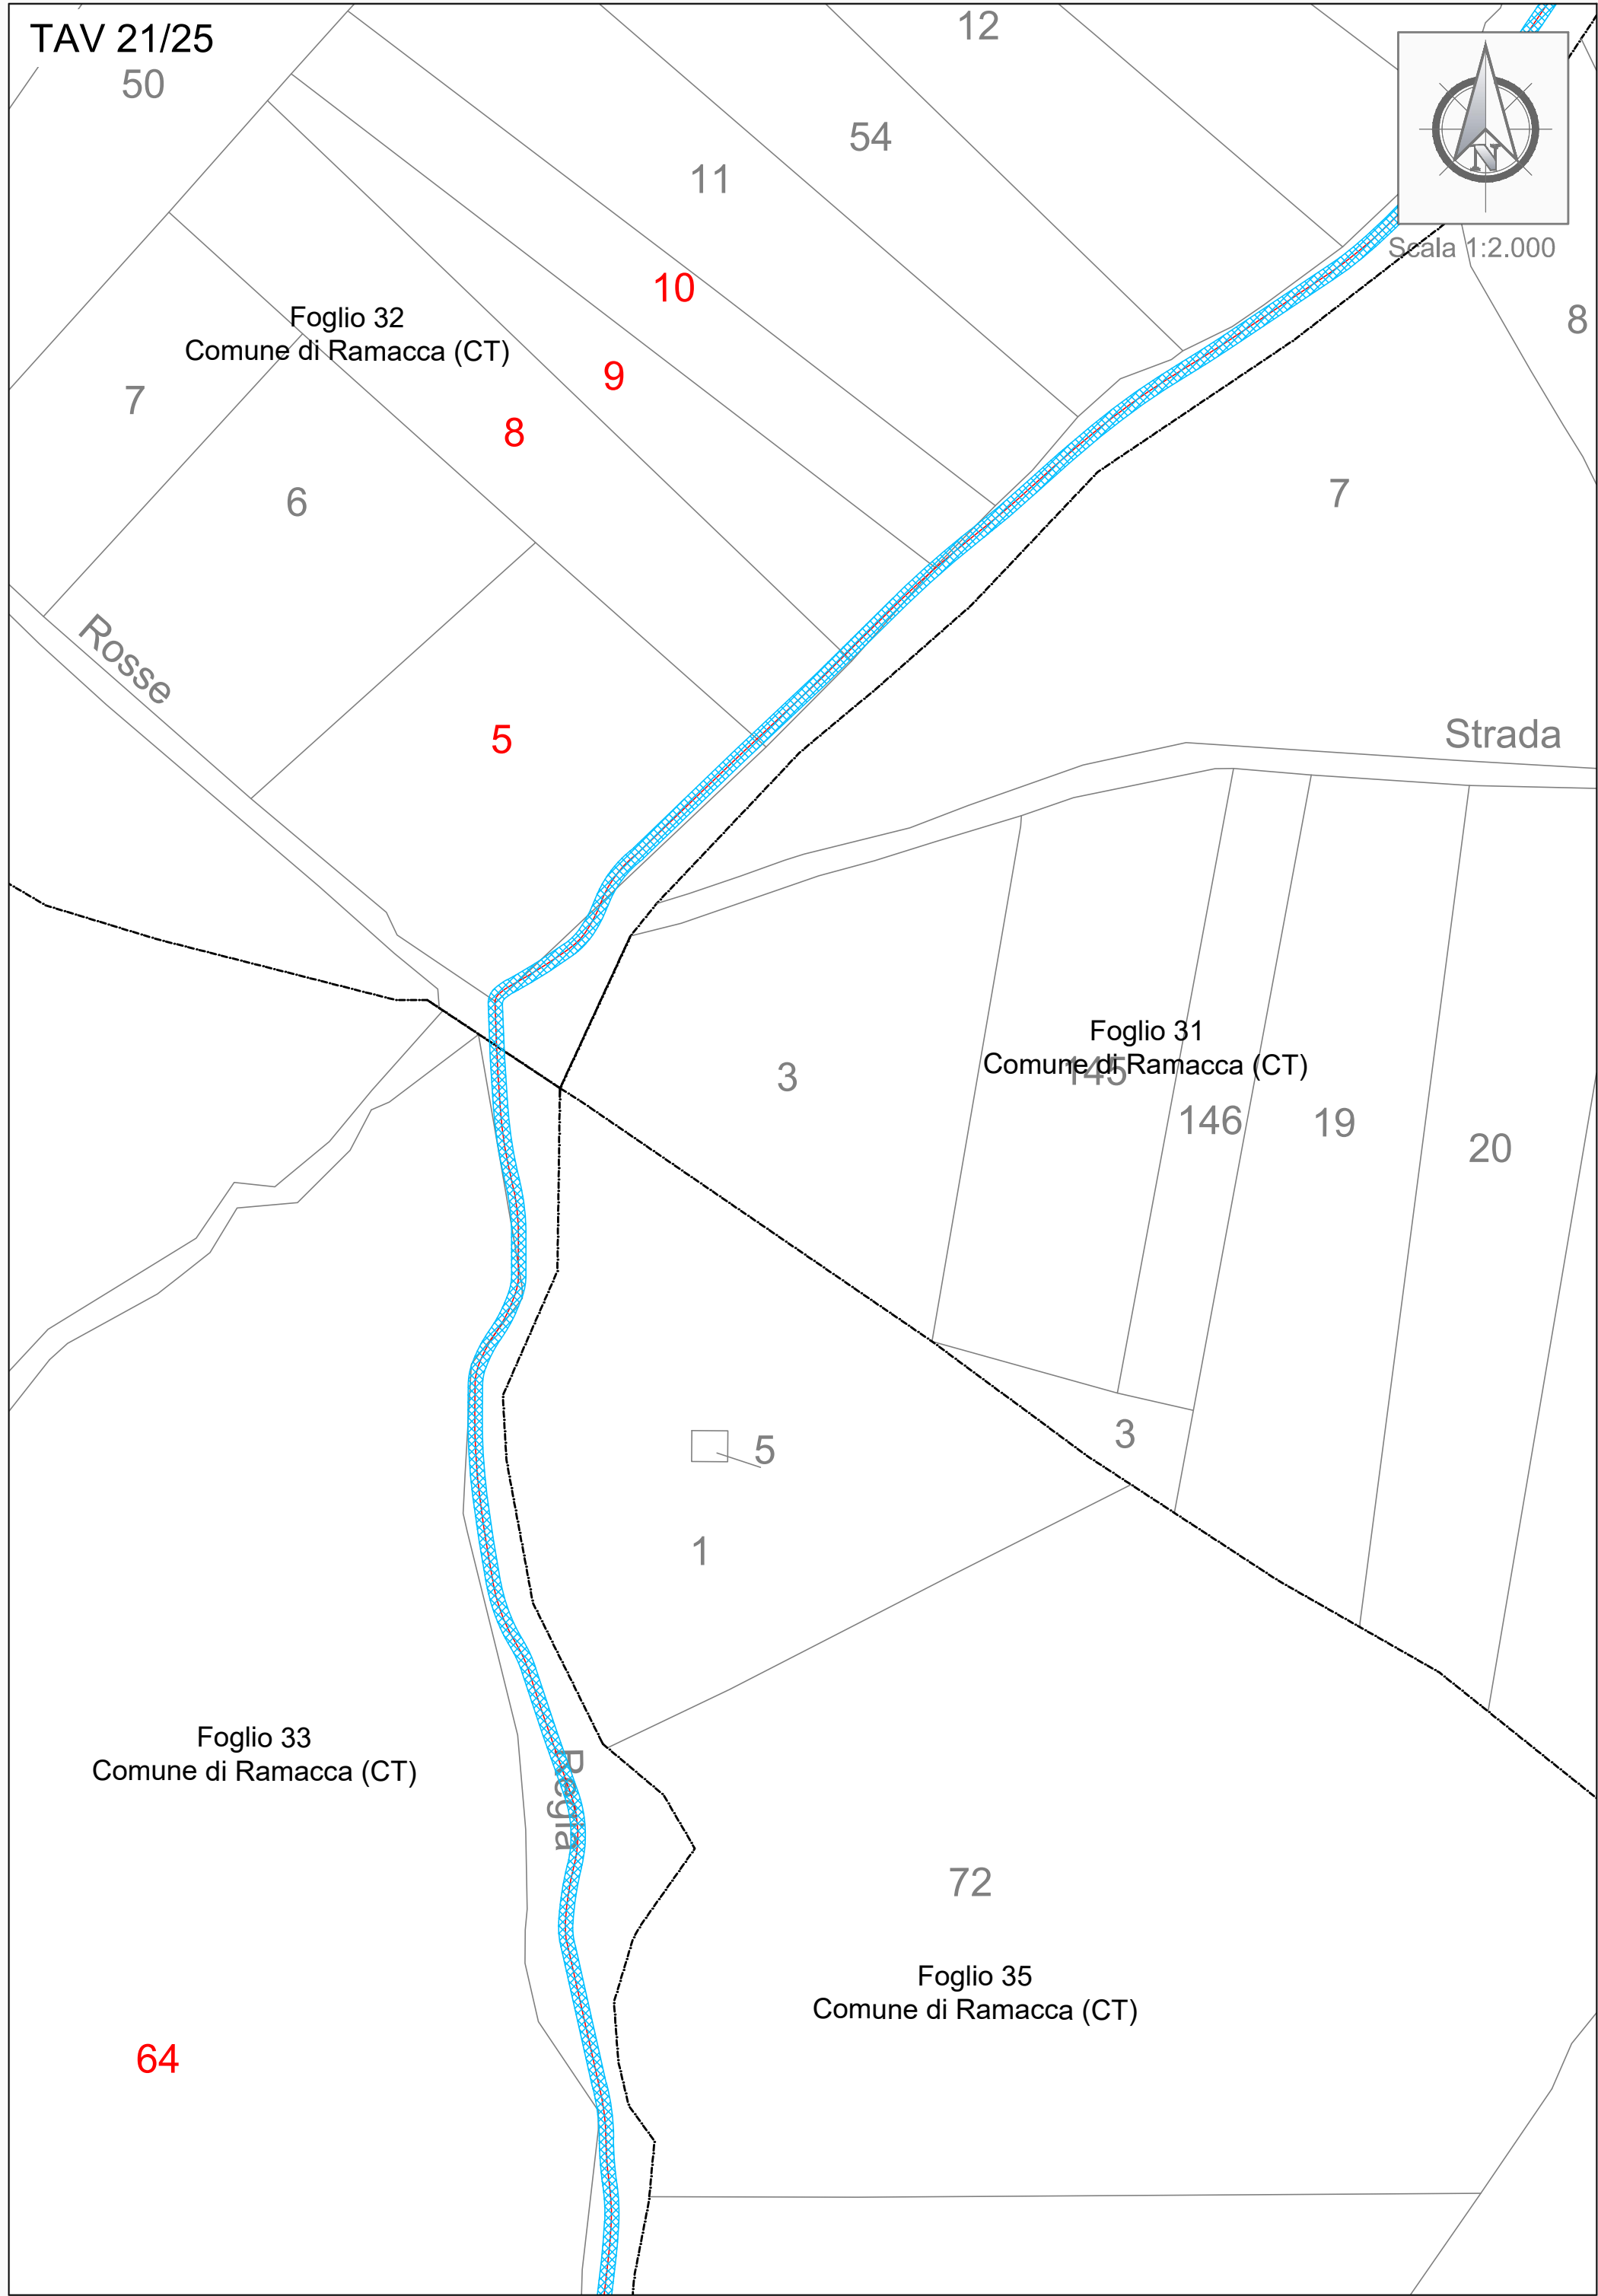 TAV 21/25
50
12
54
11
N
Scala 1:2.000
10
8
Foglio 32
Comune di Ramacca (CT)
9
7
8
6
7
Rosse
5
Strada
Foglio 31
Comune di Ramacca (CT)
3
145
146
19
20
3
5
1
Foglio 33
Comune di Ramacca (CT)
Regia
72
Foglio 35
Comune di Ramacca (CT)
64